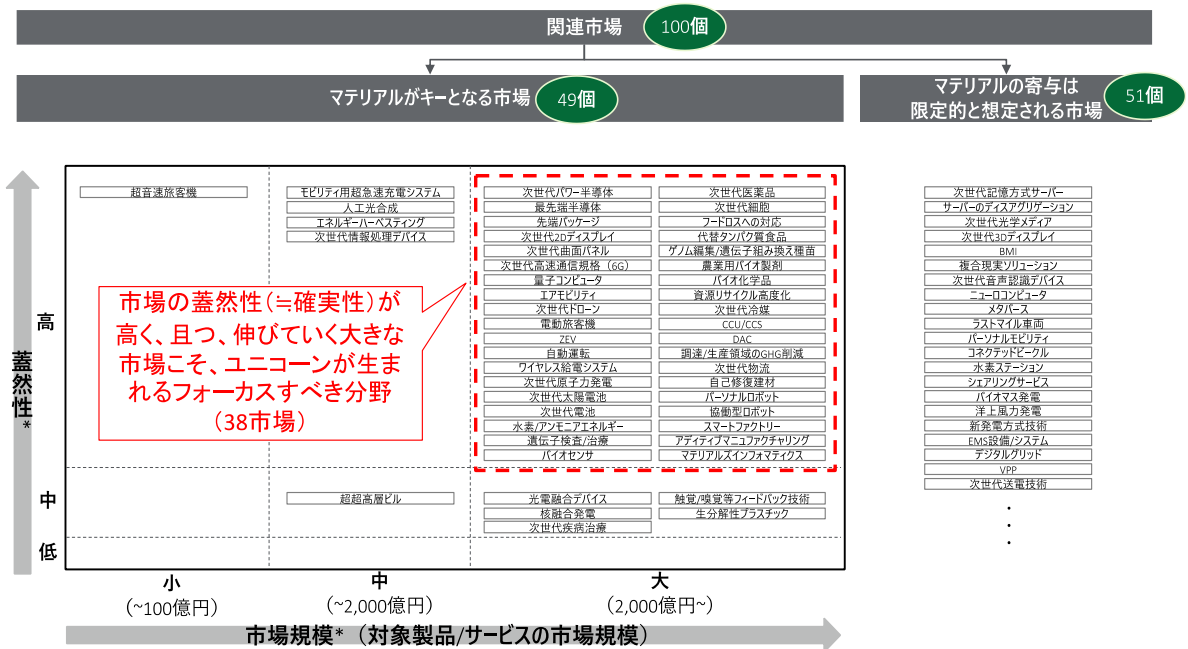 関連市場
100個
マテリアルがキーとなる市場
49個
マテリアルの寄与は
限定的と想定される市場
51個
超音速旅客機
モビリティ用超急速充電システム
人工光合成
エネルギーハーベスティング
次世代情報処理デバイス
次世代パワー半導体
最先端半導体
先端パッケージ
次世代2Dディスプレイ
次世代曲面パネル
次世代高速通信規格（6G）
量子コンピュータ
エアモビリティ
次世代ドローン
電動旅客機
ZEV
自動運転
ワイヤレス給電システム
次世代原子力発電
次世代太陽電池
次世代電池
水素/アンモニアエネルギー
遺伝子検査/治療
バイオセンサ
次世代医薬品
次世代細胞
フードロスへの対応
代替タンパク質食品
ゲノム編集/遺伝子組み換え種苗
農業用バイオ製剤
バイオ化学品
資源リサイクル高度化
次世代冷媒
CCU/CCS
DAC
調達/生産領域のGHG削減
次世代物流
自己修復建材
パーソナルロボット
協働型ロボット
スマートファクトリー
アディティブマニュファクチャリング
マテリアルズインフォマティクス
市場の蓋然性（≒確実性）が
高く、且つ、伸びていく大きな
市場こそ、ユニコーンが生ま
れるフォーカスすべき分野
（38市場）
超超高層ビル
光電融合デバイス
核融合発電
次世代疾病治療
触覚/嗅覚等フィードバック技術
生分解性プラスチック
次世代記憶方式サーバー
サーバーのディスアグリゲーション
次世代光学メディア
次世代3Dディスプレイ
BMI
複合現実ソリューション
次世代音声認識デバイス
ニューロコンピュータ
メタバース
ラストマイル車両
パーソナルモビリティ
コネクテッドビークル
水素ステーション
シェアリングサービス
バイオマス発電
洋上風力発電
新発電方式技術
EMS設備/システム
デジタルグリッド
VPP
次世代送電技術
・
・
・
蓋然性*
高
中
低
小
（~100億円）
中
（~2,000億円）
大
（2,000億円~）
市場規模*（対象製品/サービスの市場規模）